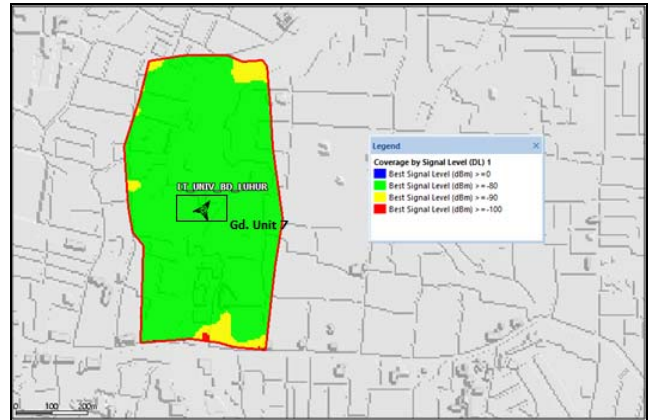 Legend
Coverage by Signal Level (DL) 1
Best Signal Level (dBm) >=0
Best Signal Level (dBm) >=-80
Best Signal Level (dBm) >=-90
Best Signal Level (dBm) >=-100
LT_UNIV_BD_LUHUR
Gd. Unit 7
0 100 200m